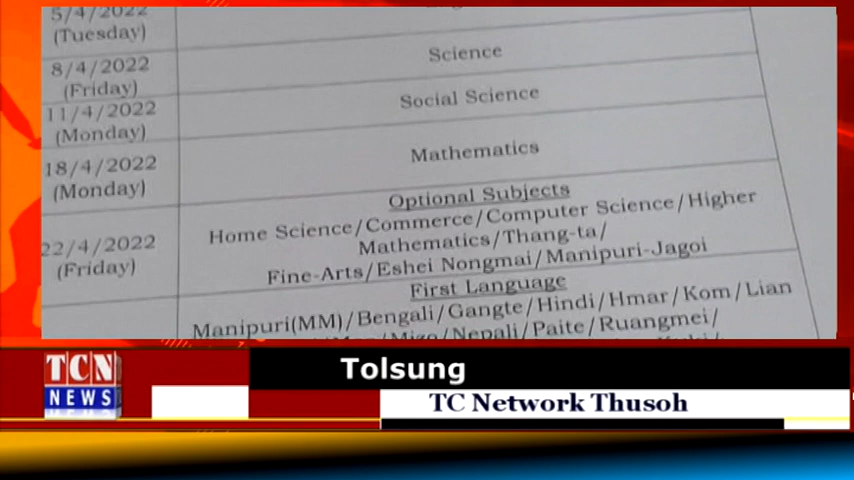 5/4/2022
(Tuesday)
8/4/2022
(Friday)
Science
11/4/2022
(Monday)
Social Science
18/4/2022
(Monday)
Mathematics
22/4/2022
(Friday)
Optional Subjects
Home Science/Commerce/Computer Science/Higher
Mathematics/Thang-ta/
Fine-Arts/Eshei Nongmai/Manipuri-Jagoi
First Language
Manipuri(MM)/Bengali/Gangte/Hindi/Hmar/Kom/Lian
/Mizo/Nepali/Paite/Ruangmei/
TCN
NEWS
Tolsung
TC Network Thusoh